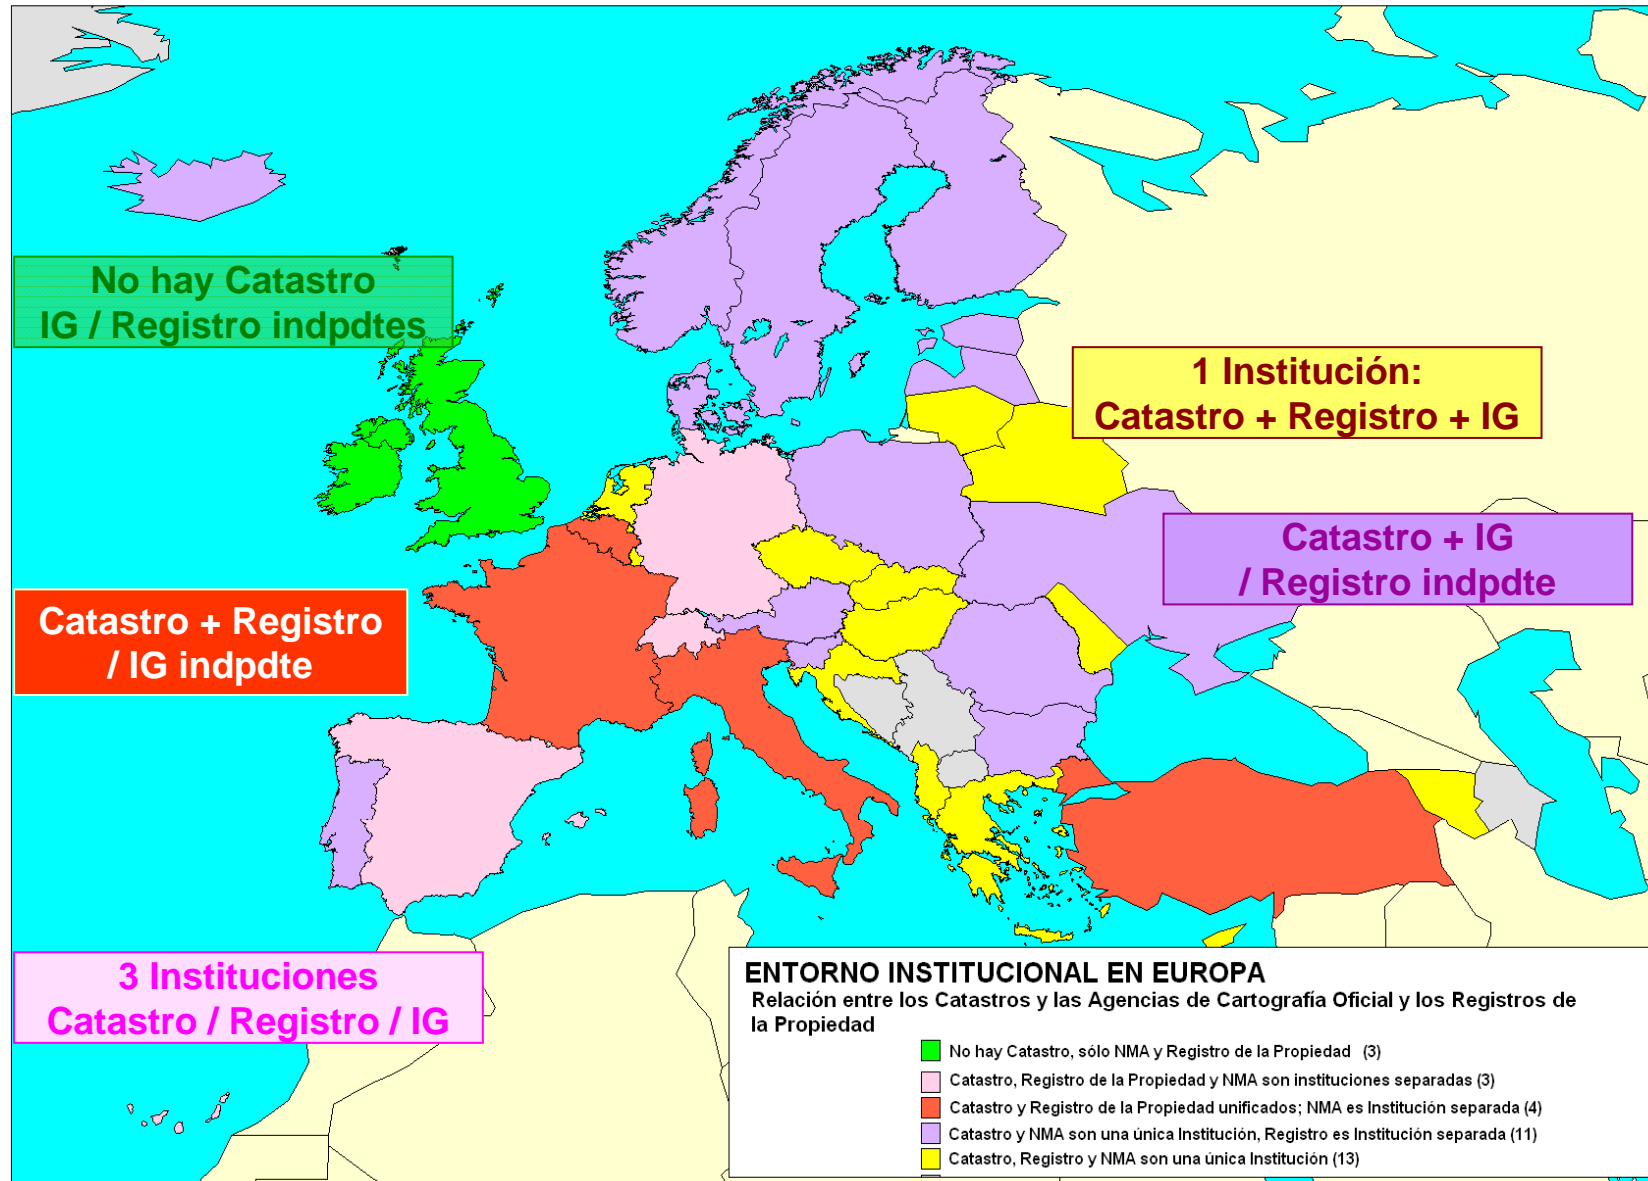 No hay Catastro
IG / Registro indpdtes
1 Institución:
Catastro + Registro + IG
Catastro + IG
/ Registro indpdte
Catastro + Registro
/ IG indpdte
3 Instituciones
Catastro / Registro / IG
ENTORNO INSTITUCIONAL EN EUROPA
Relación entre los Catastros y las Agencias de Cartografía Oficial y los Registros de
la Propiedad
No hay Catastro, sólo NMA y Registro de la Propiedad (3)
Catastro, Registro de la Propiedad y NMA son instituciones separadas (3)
Catastro y Registro de la Propiedad unificados; NMA es Institución separada (4)
Catastro y NMA son una única Institución, Registro es Institución separada (11)
Catastro, Registro y NMA son una única Institución (13)